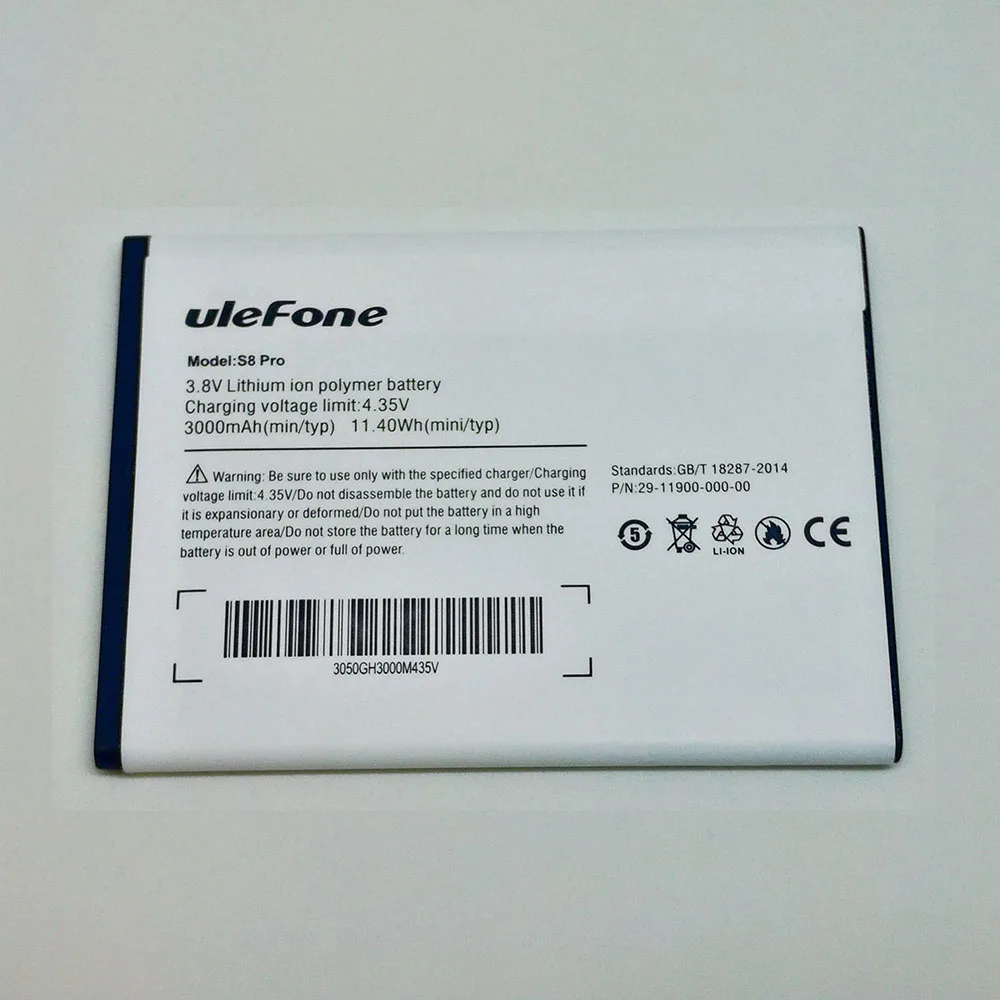 uleFone
Model:S8 Pro
3.8V Lithium ion polymer battery
Charging voltage limit:4.35V
3000mAh(min/typ) 11.40Wh(mini/typ)
Warning: Be sure to use only with the specified charger/Charging
voltage limit:4.35V/Do not disassemble the battery and do not use it if
it is expansionary or deformed/Do not put the battery in a high
temperature area/Do not store the battery for a long time when the
battery is out of power or full of power.
Standards:GB/T 18287-2014
P/N:29-11900-000-00
5
LI-ION
CE
3050GH3000M435V